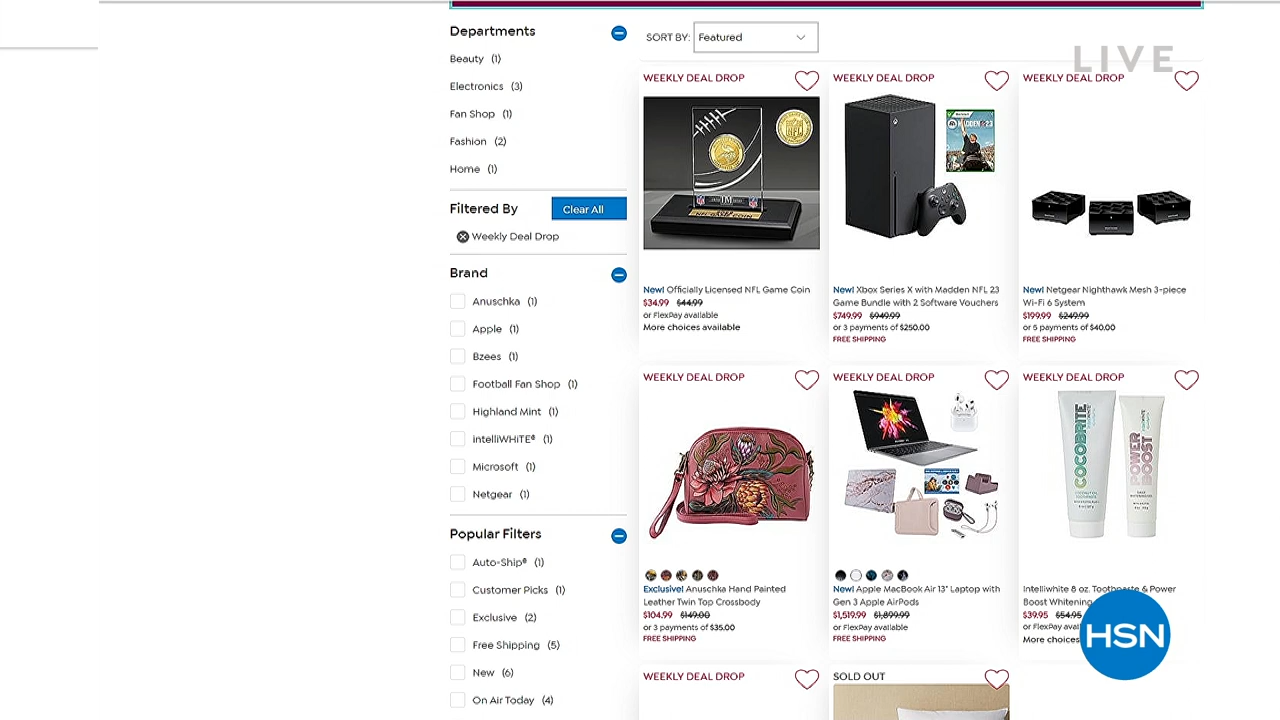 LIVE
Departments
Beauty (1)
Electronics (3)
Fan Shop (1)
Fashion (2)
Home (1)
Filtered By
Clear All
Weekly Deal Drop
Brand
Anuschka (1)
Apple (1)
Bzees (1)
Football Fan Shop (1)
Highland Mint (1)
intelliWHiTE® (1)
Microsoft (1)
Netgear (1)
Popular Filters
Auto-Ship® (1)
Customer Picks (1)
Exclusive (2)
Free Shipping (5)
New (6)
On Air Today (4)
SORT BY: Featured
WEEKLY DEAL DROP
New! Officially Licensed NFL Game Coin
$34.99 $44.99
or FlexPay available
More choices available
WEEKLY DEAL DROP
MADDEN 23
New! Xbox Series X with Madden NFL 23
Game Bundle with 2 Software Vouchers
$749.99 $949.99
or 3 payments of $250.00
FREE SHIPPING
WEEKLY DEAL DROP
New! Netgear Nighthawk Mesh 3-piece
Wi-Fi 6 System
$199.99 $249.99
or 5 payments of $40.00
FREE SHIPPING
WEEKLY DEAL DROP
Exclusive! Anuschka Hand Painted
Leather Twin Top Crossbody
$104.99 $149.00
or 3 payments of $35.00
FREE SHIPPING
WEEKLY DEAL DROP
New! Apple MacBook Air 13" Laptop with
Gen 3 Apple AirPods
$1,519.99 $1,899.99
or FlexPay available
FREE SHIPPING
WEEKLY DEAL DROP
COCOBRITE
POWER
BOOST
Intelliwhite 8 oz. Toothpaste & Power
Boost Whitening
$39.95 $54.95
or FlexPay
More choices
HSN
WEEKLY DEAL DROP
SOLD OUT